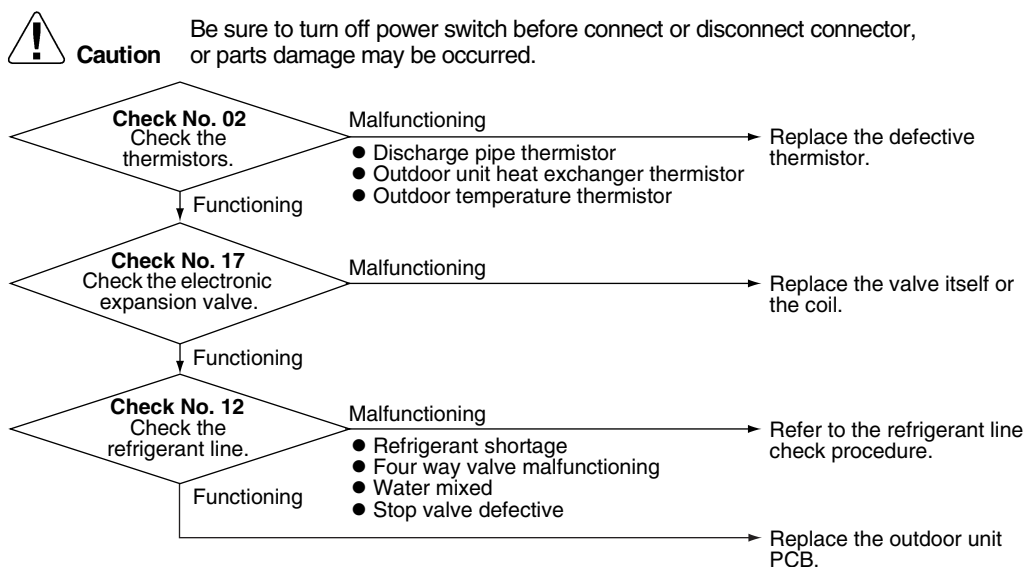 Be sure to turn off power switch before connect or disconnect connector,
Caution or parts damage may be occurred.
Check No. 02
Check the
thermistors.
Malfunctioning
● Discharge pipe thermistor
● Outdoor unit heat exchanger thermistor
● Outdoor temperature thermistor
Replace the defective
thermistor.
Functioning
Check No. 17
Check the electronic
expansion valve.
Malfunctioning
Replace the valve itself or
the coil.
Functioning
Check No. 12
Check the
refrigerant line.
Malfunctioning
● Refrigerant shortage
● Four way valve malfunctioning
● Water mixed
● Stop valve defective
Refer to the refrigerant line
check procedure.
Functioning
Replace the outdoor unit
PCB.